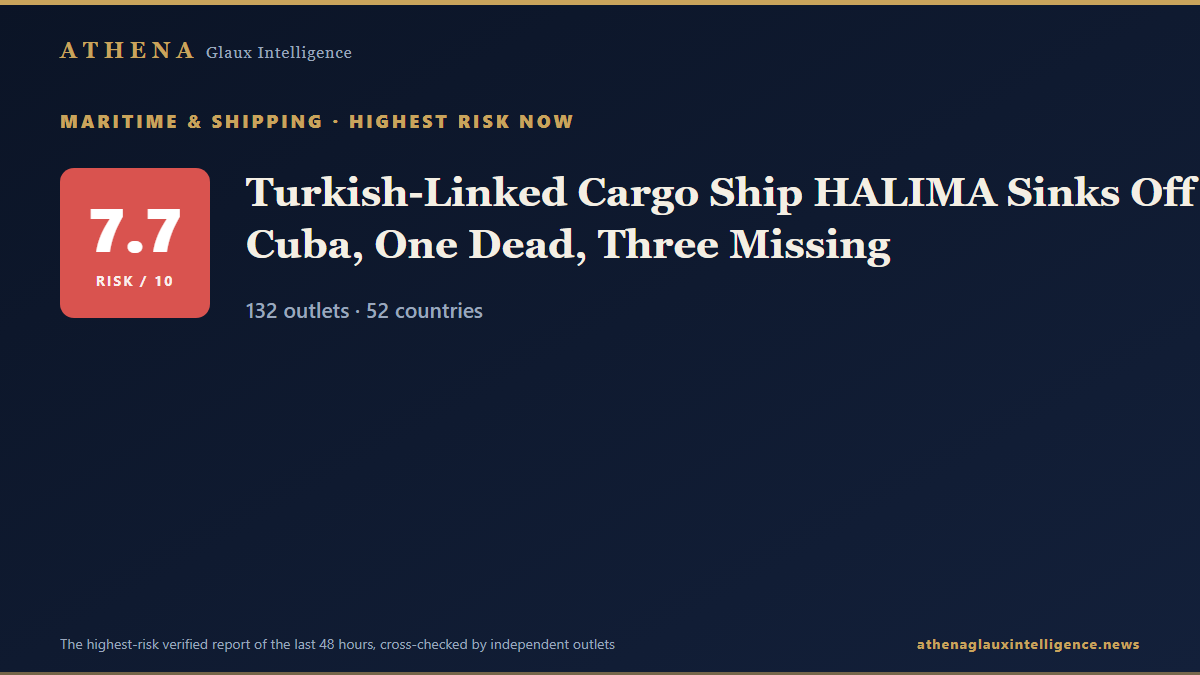 ATHENA Glaux Intelligence
MARITIME & SHIPPING · HIGHEST RISK NOW
7.7
RISK / 10
Turkish-Linked Cargo Ship HALIMA Sinks Off
Cuba, One Dead, Three Missing
132 outlets · 52 countries
The highest-risk verified report of the last 48 hours, cross-checked by independent outlets
athenaglauxintelligence.news